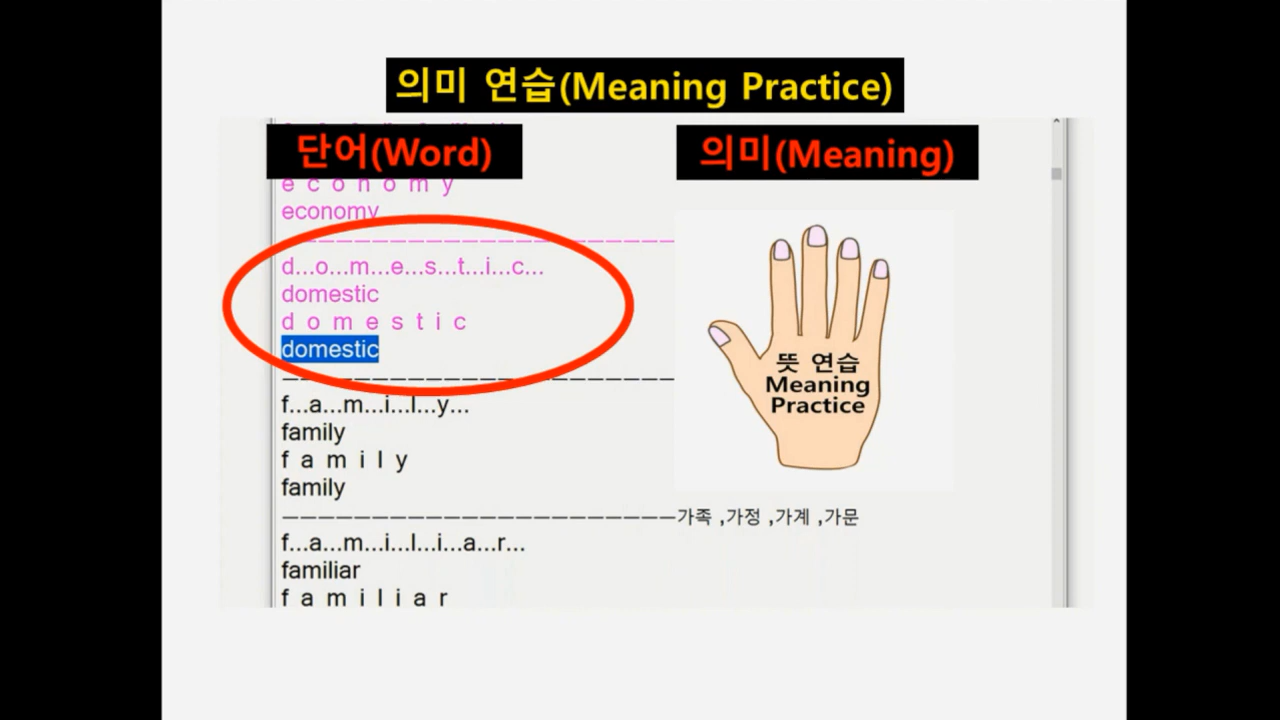 의미 연습(Meaning Practice)
단어(Word)
의미(Meaning)
e c o n o m y
economy
————————————————————————
d...o...m...e...s...t...i...c...
domestic
d o m e s t i c
domestic
————————————————————————
f...a...m...i...l...y...
family
f a m i l y
family
————————————————————————가족 ,가정 ,가계 ,가문
f...a...m...i...l...i...a...r...
familiar
f a m i l i a r
뜻 연습
Meaning
Practice